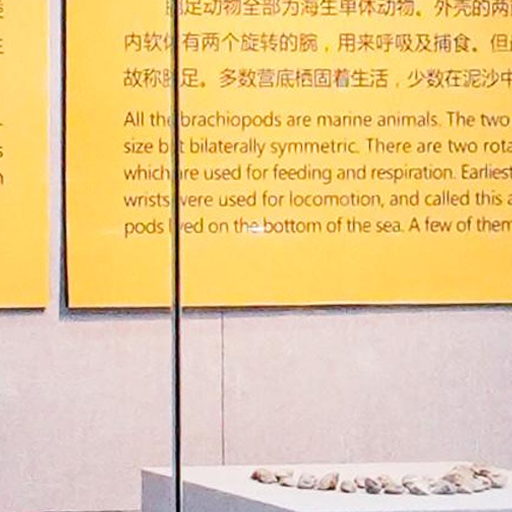 足动物全部为海生单体动物。外壳的两
内软体有两个旋转的腕，用来呼吸及捕食。但
故称腕足。多数营底栖固着生活，少数在泥沙中
All the brachiopods are marine animals. The two
size but bilaterally symmetric. There are two rota
which are used for feeding and respiration. Earliest
wrists were used for locomotion, and called this a
pods lived on the bottom of the sea. A few of them